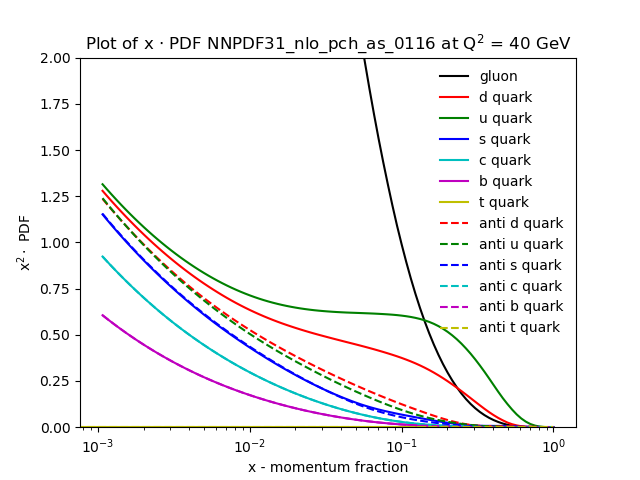 Plot of x · PDF NNPDF31_nlo_pch_as_0116 at Q² = 40 GeV
x² · PDF
2.00
1.75
1.50
1.25
1.00
0.75
0.50
0.25
0.00
gluon
d quark
u quark
s quark
c quark
b quark
t quark
anti d quark
anti u quark
anti s quark
anti c quark
anti b quark
anti t quark
10⁻³
10⁻²
10⁻¹
10⁰
x - momentum fraction